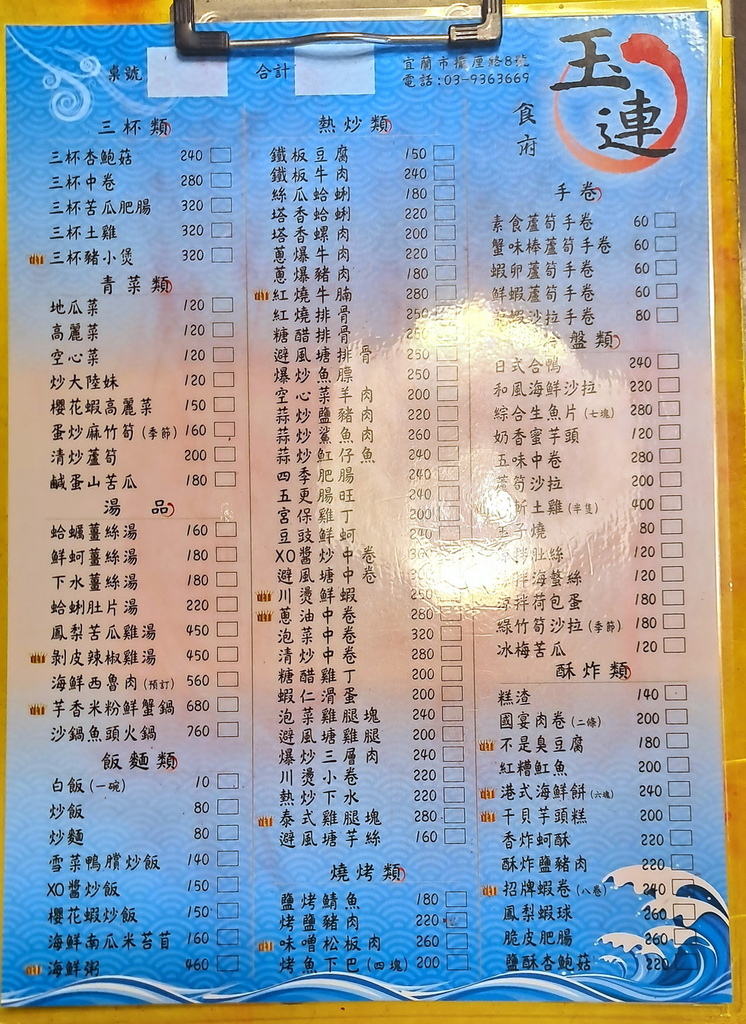 桌號
合計
宜蘭市擺厘路8號
電話:03-9363669
玉連
食府
三杯類
三杯杏鮑菇 240
三杯中卷 280
三杯苦瓜肥腸 320
三杯土雞 320
三杯豬小煲 320
青菜類
地瓜菜 120
高麗菜 120
空心菜 120
炒大陸妹 120
櫻花蝦高麗菜 150
蛋炒麻竹筍(季節) 160
清炒蘆筍 200
鹹蛋山苦瓜 180
湯品
蛤蠣薑絲湯 160
鮮蚵薑絲湯 180
下水薑絲湯 180
蛤蜊肚片湯 220
鳳梨苦瓜雞湯 450
剝皮辣椒雞湯 450
海鮮西魯肉(預訂) 560
芋香米粉鮮蟹鍋 680
沙鍋魚頭火鍋 760
飯麵類
白飯(一碗) 10
炒飯 80
炒麵 80
雪菜鴨臏炒飯 140
XO醬炒飯 150
櫻花蝦炒飯 150
海鮮南瓜米苔苜 160
海鮮粥 460
熱炒類
鐵板豆腐 150
鐵板牛肉 240
絲瓜蛤蜊 180
塔香蛤蜊 220
塔香螺肉 200
蔥爆牛肉 220
蔥爆豬肉 180
紅燒牛腩 280
紅燒排骨 250
糖醋排骨 250
避風塘排骨 250
爆炒魚膘 250
空心菜羊肉 200
蒜炒鹽豬肉 220
蒜炒鯊魚肉 260
蒜炒魩仔魚 240
四季肥腸 240
五更腸旺 240
宮保雞丁 200
豆豉鮮蚵 240
XO醬炒中卷
避風塘中卷
川燙鮮蝦 250
蔥油中卷 280
泡菜中卷 320
清炒中卷 280
糖醋雞丁 200
蝦仁滑蛋 200
泡菜雞腿塊 240
避風塘雞腿 200
爆炒三層肉 240
川燙小卷 220
熱炒下水 220
泰式雞腿塊 280
避風塘芋絲 160
燒烤類
鹽烤鯖魚 180
烤鹽豬肉 220
味噌松板肉 260
烤魚下巴(四塊) 200
手卷
素食蘆筍手卷 60
蟹味棒蘆筍手卷 60
蝦卵蘆筍手卷 60
鮮蝦蘆筍手卷 60
蝦沙拉手卷 80
盤類
日式合鴨 240
和風海鮮沙拉 220
綜合生魚片(七塊) 280
奶香蜜芋頭 120
五味中卷 280
蘆筍沙拉 200
土雞(半隻) 400
子燒 80
拌肚絲 120
拌海蜇絲 120
拌荷包蛋 180
綠竹筍沙拉(季節) 180
冰梅苦瓜 120
酥炸類
糕渣 140
國宴肉卷(二條) 200
不是臭豆腐 180
紅糟魟魚 200
港式海鮮餅(六塊) 240
干貝芋頭糕 200
香炸蚵酥 220
酥炸鹽豬肉 220
招牌蝦卷(八卷) 240
鳳梨蝦球 260
脆皮肥腸 260
鹽酥杏鮑菇 220